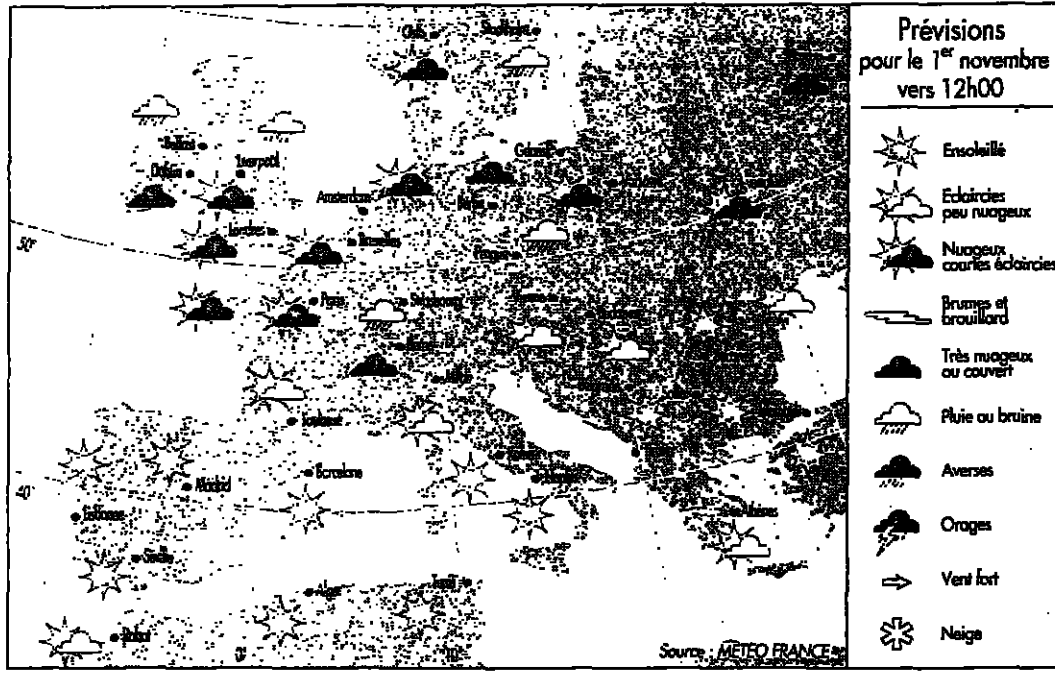 Stockholm
Belfast
Dublin
Liverpool
Amsterdam
Berlin
Londres
Bruxelles
50°
Prague
Paris
Strasbourg
Toulouse
Barcelone
Madrid
40°
Lisbonne
Séville
Athènes
Alger
Tunis
Rabat
0°
10°
Source : METEO FRANCE
Prévisions
pour le 1er novembre
vers 12h00
Ensoleillé
Eclaircies
peu nuageux
Nuageux
courtes éclaircies
Brumes et
brouillard
Très nuageux
ou couvert
Pluie ou bruine
Averses
Orages
Vent fort
Neige